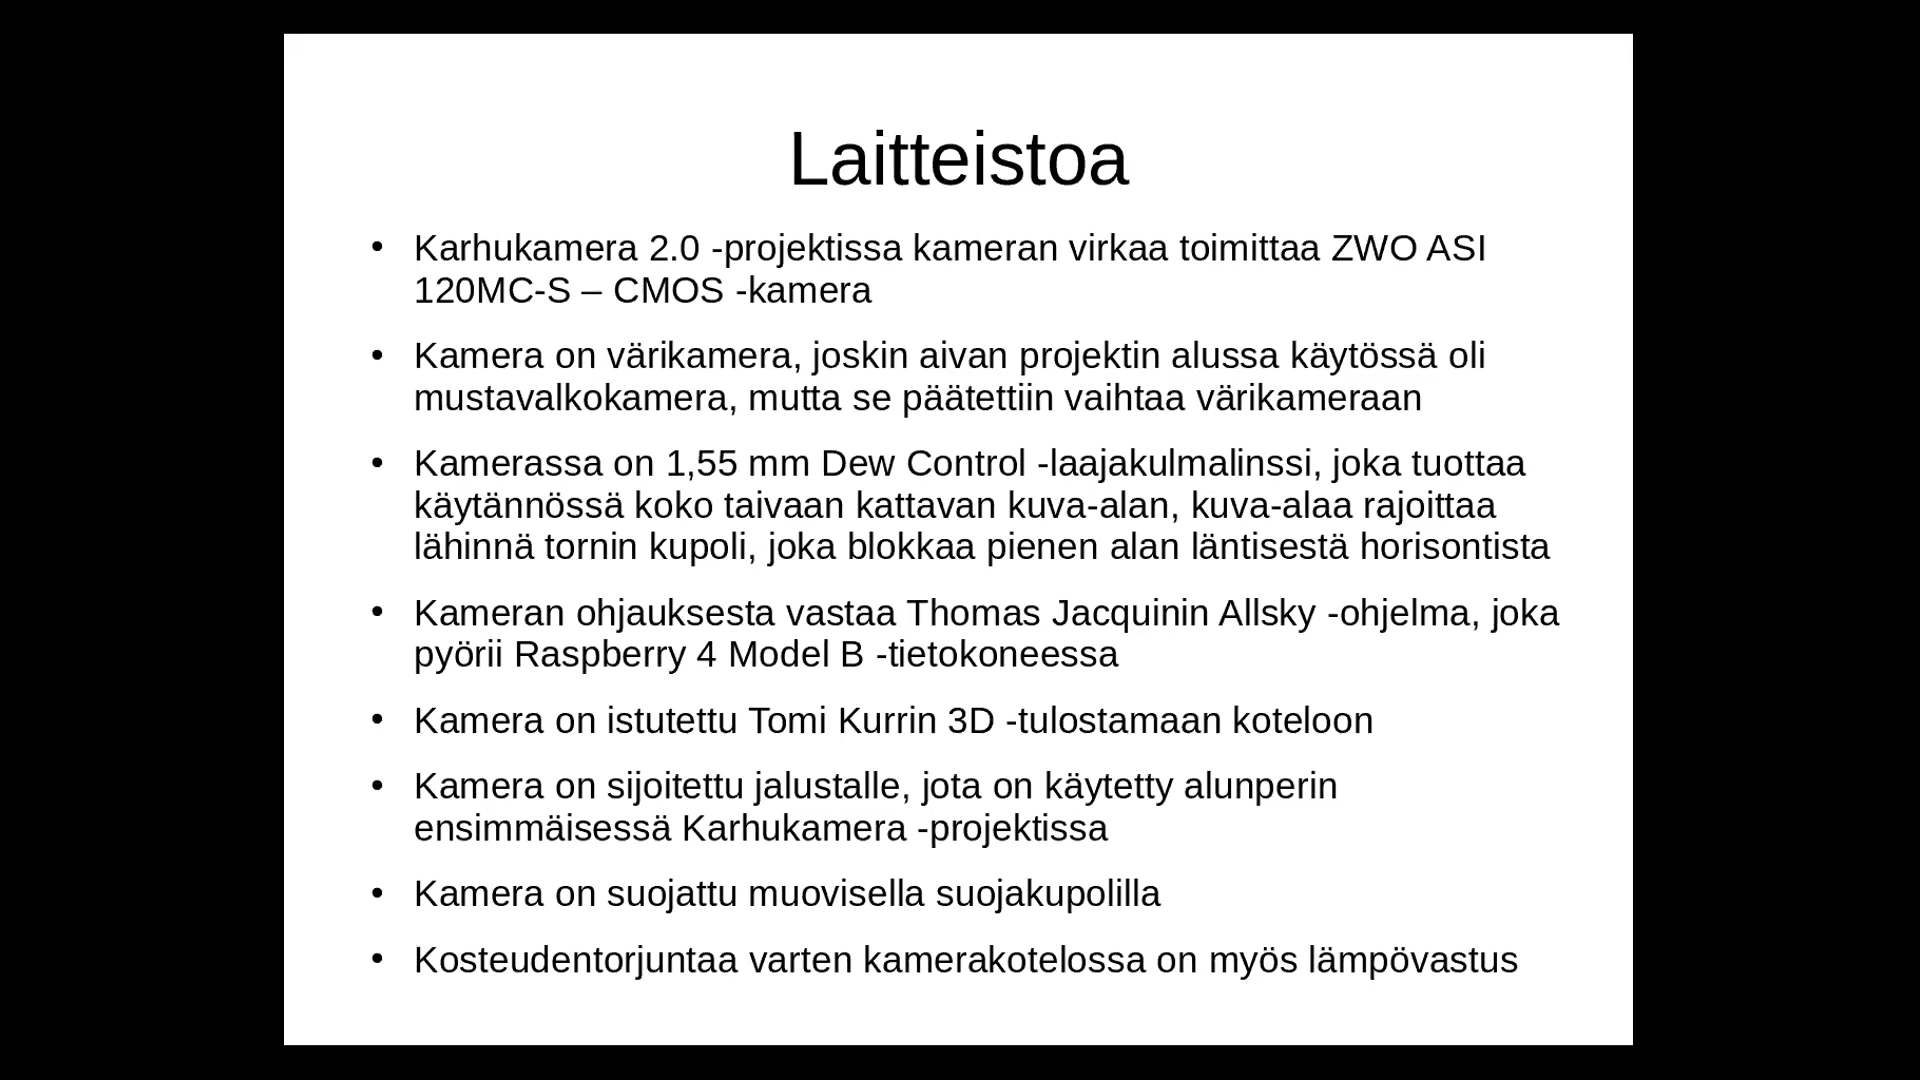 Laitteistoa
• Karhukamera 2.0 -projektissa kameran virkaa toimittaa ZWO ASI
120MC-S – CMOS -kamera
• Kamera on värikamera, joskin aivan projektin alussa käytössä oli
mustavalkokamera, mutta se päätettiin vaihtaa värikameraan
• Kamerassa on 1,55 mm Dew Control -laajakulmalinssi, joka tuottaa
käytännössä koko taivaan kattavan kuva-alan, kuva-alaa rajoittaa
lähinnä tornin kupoli, joka blokkaa pienen alan läntisestä horisontista
• Kameran ohjauksesta vastaa Thomas Jacquinin Allsky -ohjelma, joka
pyörii Raspberry 4 Model B -tietokoneessa
• Kamera on istutettu Tomi Kurrin 3D -tulostamaan koteloon
• Kamera on sijoitettu jalustalle, jota on käytetty alunperin
ensimmäisessä Karhukamera -projektissa
• Kamera on suojattu muovisella suojakupolilla
• Kosteudentorjuntaa varten kamerakotelossa on myös lämpövastus